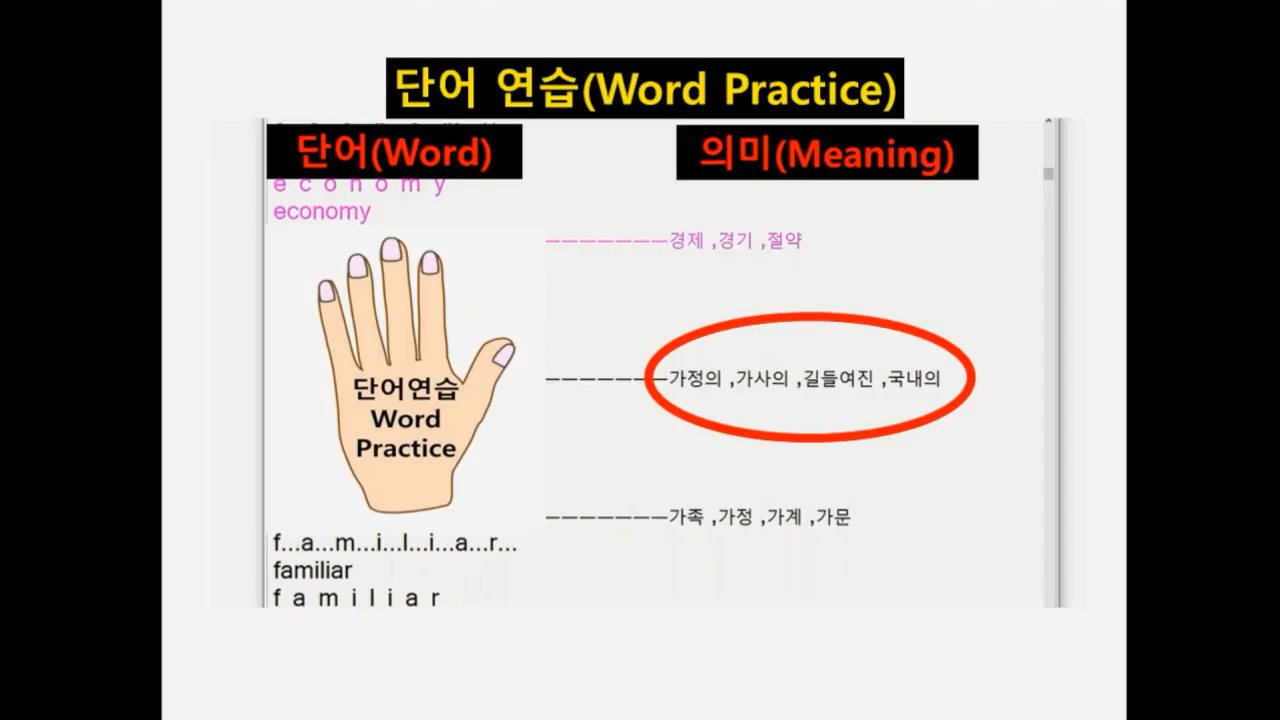 단어 연습(Word Practice)
단어(Word)
의미(Meaning)
e c o n o m y
economy
———————경제 ,경기 ,절약
단어연습
Word
Practice
———————가정의 ,가사의 ,길들여진 ,국내의
———————가족 ,가정 ,가계 ,가문
f...a...m...i...l...i...a...r...
familiar
f a m i l i a r